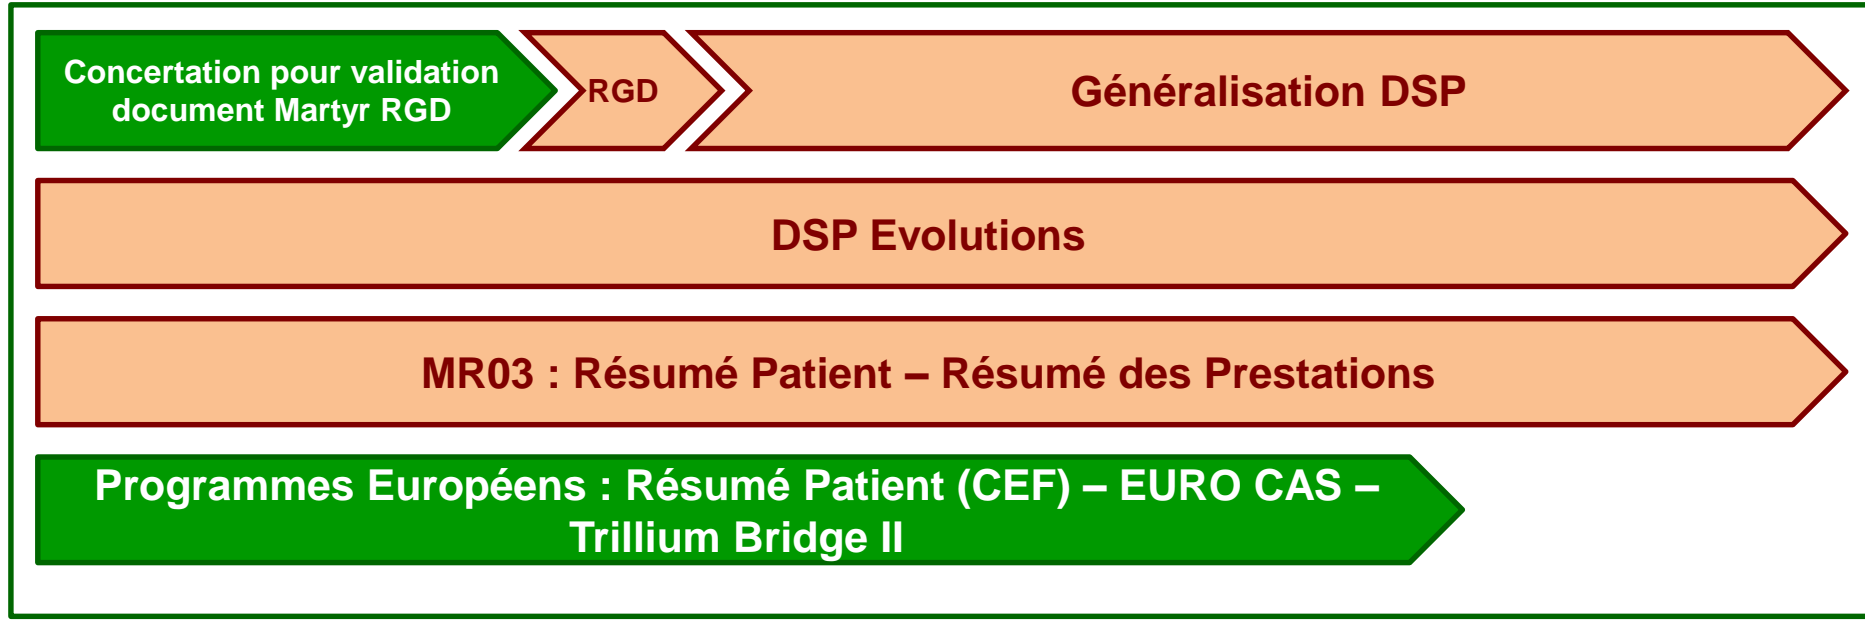 Concertation pour validation
document Martyr RGD
RGD
Généralisation DSP
DSP Evolutions
MR03 : Résumé Patient – Résumé des Prestations
Programmes Européens : Résumé Patient (CEF) – EURO CAS –
Trillium Bridge II